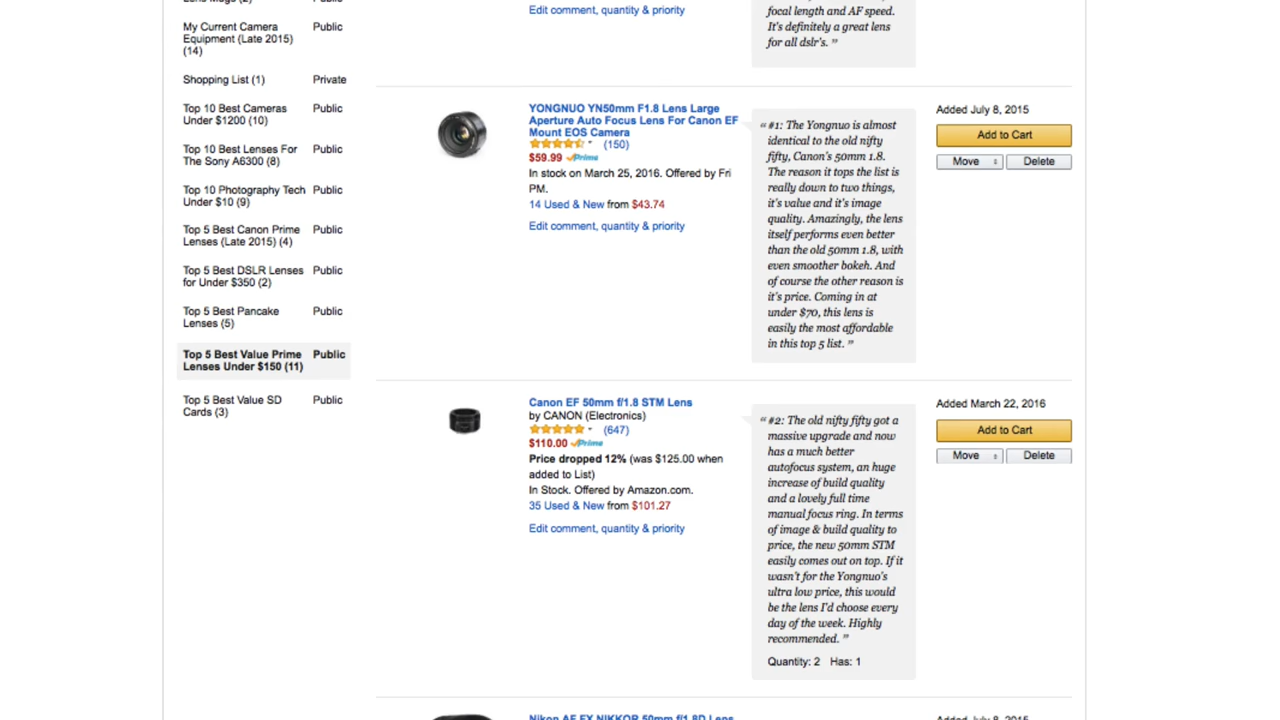 Public
My Current Camera
Equipment (Late 2015)
(14)
Public
Shopping List (1)
Private
Top 10 Best Cameras
Under $1200 (10)
Public
Top 10 Best Lenses For
The Sony A6300 (8)
Public
Top 10 Photography Tech
Under $10 (9)
Public
Top 5 Best Canon Prime
Lenses (Late 2015) (4)
Public
Top 5 Best DSLR Lenses
for Under $350 (2)
Public
Top 5 Best Pancake
Lenses (5)
Public
Top 5 Best Value Prime
Lenses Under $150 (11)
Public
Top 5 Best Value SD
Cards (3)
Public
Edit comment, quantity & priority
focal length and AF speed.
It's definitely a great lens
for all dslr's. ”
YONGNUO YN50mm F1.8 Lens Large
Aperture Auto Focus Lens For Canon EF
Mount EOS Camera
(150)
$59.99 Prime
In stock on March 25, 2016. Offered by Fri
PM.
14 Used & New from $43.74
Edit comment, quantity & priority
“ #1: The Yongnuo is almost
identical to the old nifty
fifty, Canon's 50mm 1.8.
The reason it tops the list is
really down to two things,
it's value and it's image
quality. Amazingly, the lens
itself performs even better
than the old 50mm 1.8, with
even smoother bokeh. And
of course the other reason is
it's price. Coming in at
under $70, this lens is
easily the most affordable
in this top 5 list. ”
Added July 8, 2015
Add to Cart
Move
Delete
Canon EF 50mm f/1.8 STM Lens
by CANON (Electronics)
(647)
$110.00 Prime
Price dropped 12% (was $125.00 when
added to List)
In Stock. Offered by Amazon.com.
35 Used & New from $101.27
Edit comment, quantity & priority
“ #2: The old nifty fifty got a
massive upgrade and now
has a much better
autofocus system, an huge
increase of build quality
and a lovely full time
manual focus ring. In terms
of image & build quality to
price, the new 50mm STM
easily comes out on top. If it
wasn't for the Yongnuo's
ultra low price, this would
be the lens I'd choose every
day of the week. Highly
recommended. ”
Quantity: 2 Has: 1
Added March 22, 2016
Add to Cart
Move
Delete
Nikon AF FX NIKKOR 50mm f/1.8D Lens
Added July 8, 2015